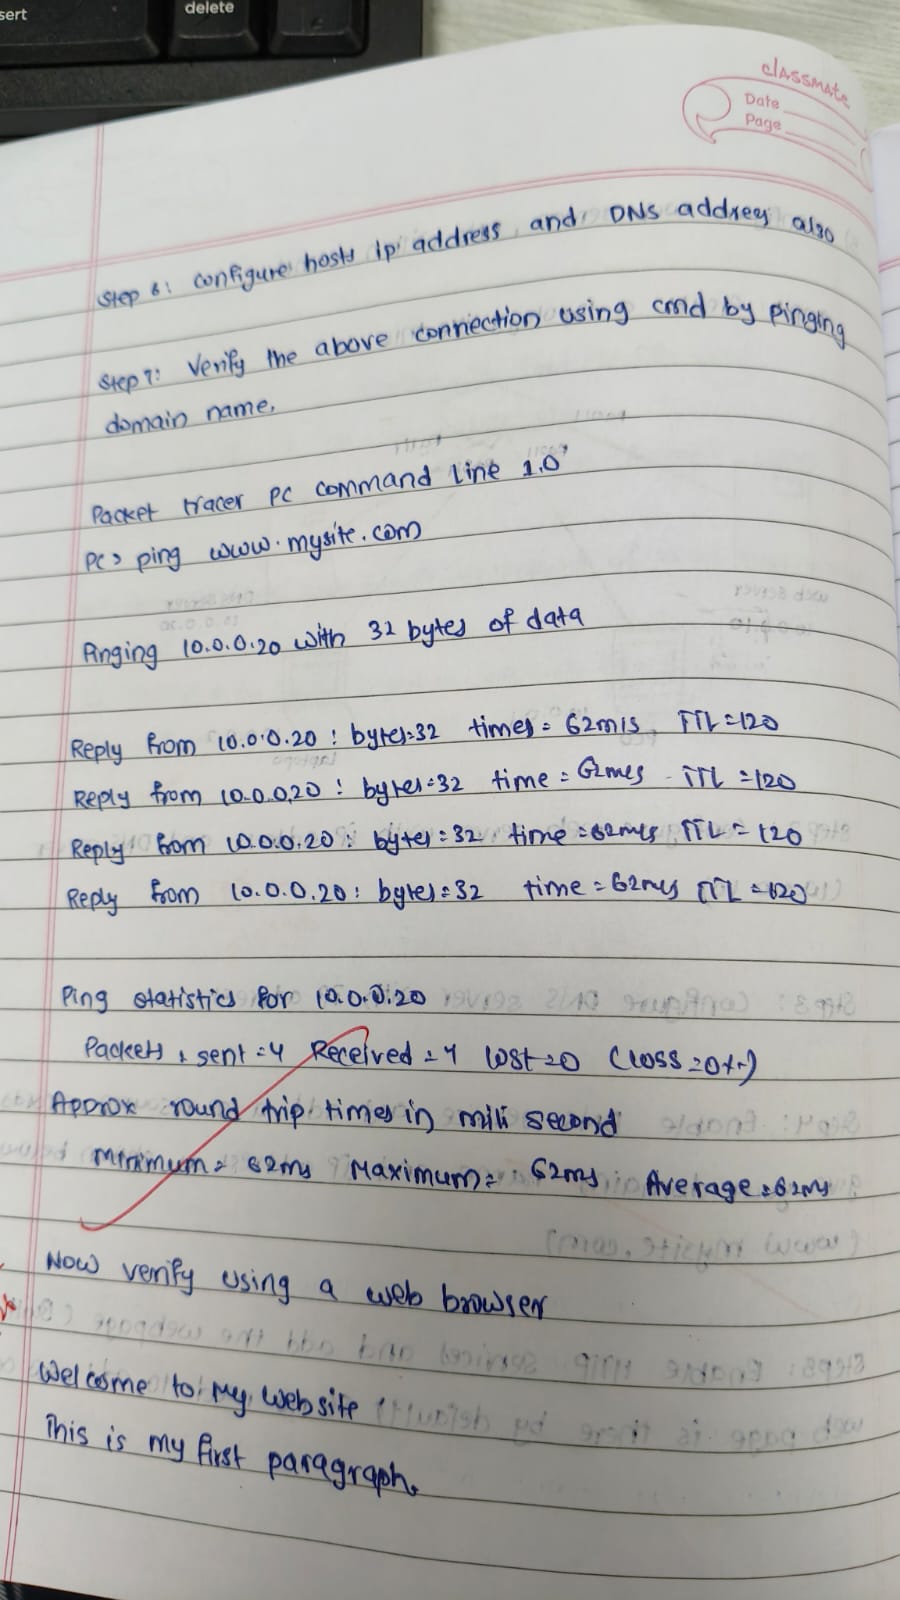 sert
delete
classmate
Date
Page
Step 6: configure hosts ip address and DNS address also
Step 7: Verify the above connection using cmd by pinging
domain name.
Packet tracer PC command Line 1.0
PC> ping www.mysite.com
Pinging 10.0.0.20 with 32 bytes of data
Reply from 10.0.0.20 : bytes=32 times = 62m/s TTL=120
Reply from 10.0.0.20 : bytes=32 time = 62ms TTL =120
Reply from 10.0.0.20 : bytes=32 time =62ms TTL = 120
Reply from 10.0.0.20: bytes=32 time = 62ms TTL =120
Ping statistics for 10.0.0.20
Packets, sent =4 Received =4 Lost=0 (loss=0%)
Approx round trip times in mili second
Minimum= 62ms Maximum= 62ms Average=62ms
Now verify using a web browser
Welcome to my website
This is my first paragraph.